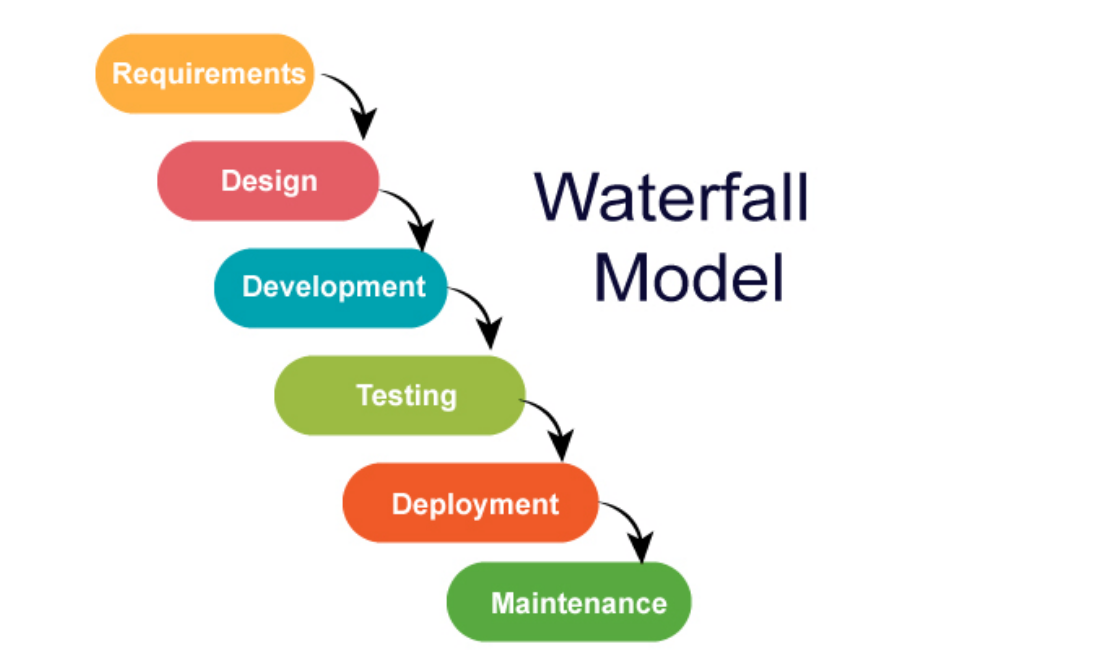 Requirements
Design
Development
Testing
Deployment
Maintenance
Waterfall
Model